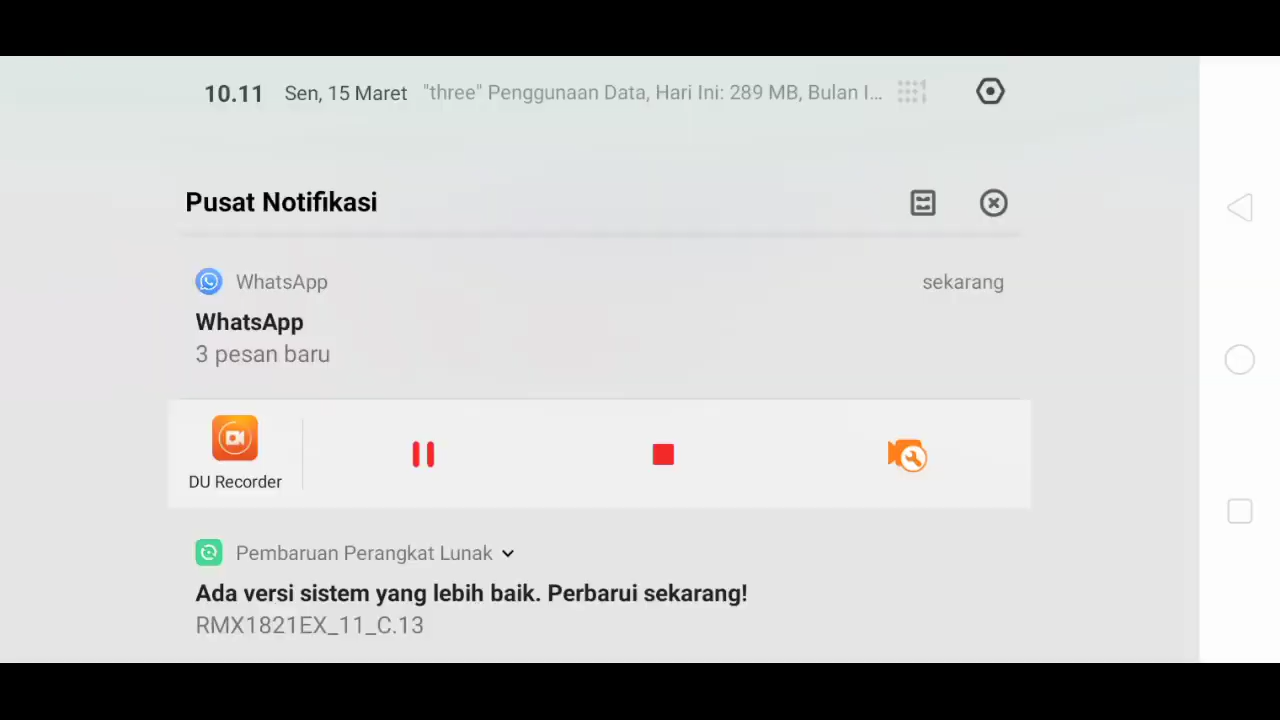 10.11 Sen, 15 Maret "three" Penggunaan Data, Hari Ini: 289 MB, Bulan I...
Pusat Notifikasi
WhatsApp sekarang
WhatsApp
3 pesan baru
DU Recorder
Pembaruan Perangkat Lunak
Ada versi sistem yang lebih baik. Perbarui sekarang!
RMX1821EX_11_C.13